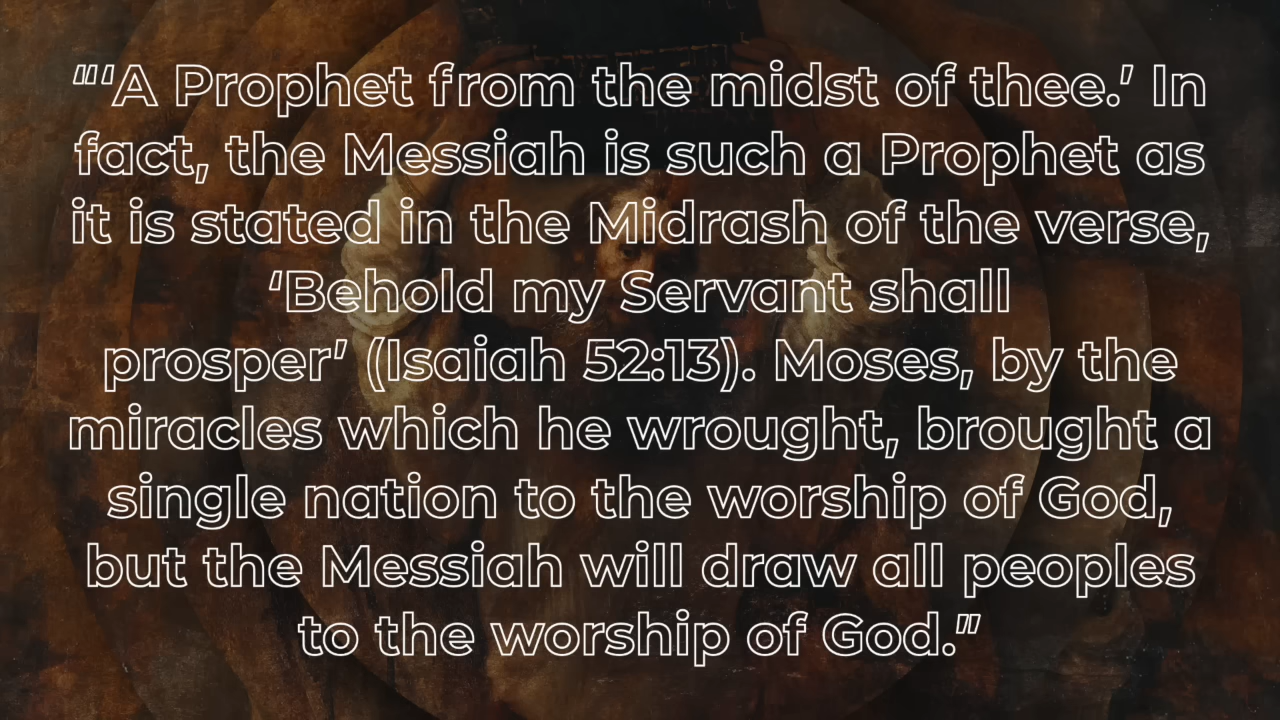 "'‘A Prophet from the midst of thee.’ In
fact, the Messiah is such a Prophet as
it is stated in the Midrash of the verse,
‘Behold my Servant shall
prosper’ (Isaiah 52:13). Moses, by the
miracles which he wrought, brought a
single nation to the worship of God,
but the Messiah will draw all peoples
to the worship of God."